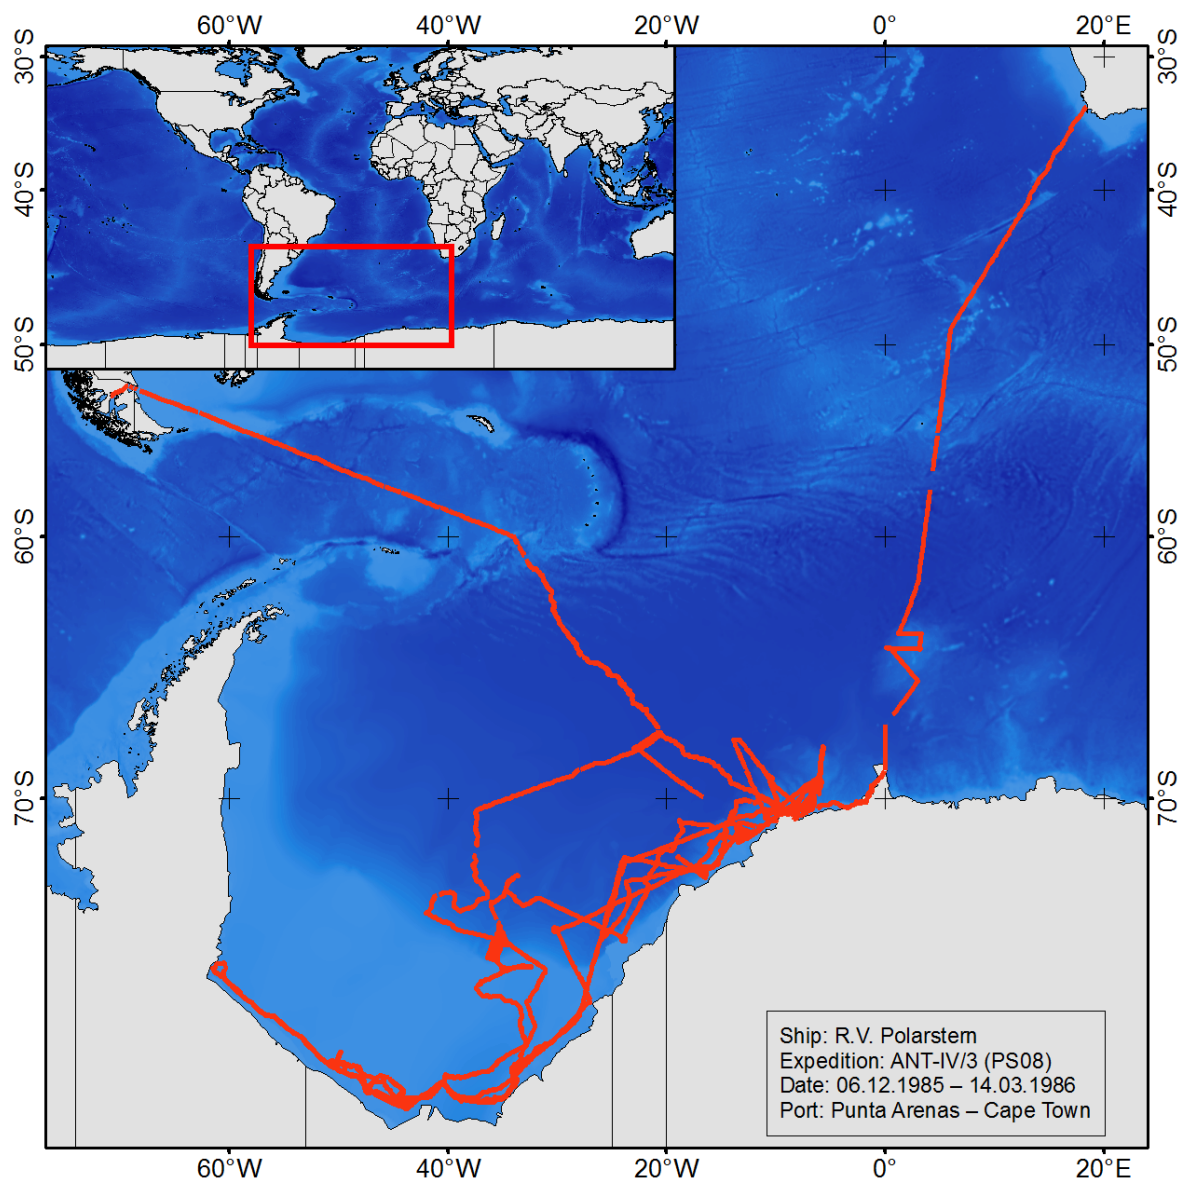 60°W 40°W 20°W 0° 20°E
30°S 30°S
40°S 40°S
50°S 50°S
60°S 60°S
70°S 70°S
Ship: R.V. Polarstern
Expedition: ANT-IV/3 (PS08)
Date: 06.12.1985 – 14.03.1986
Port: Punta Arenas – Cape Town
60°W 40°W 20°W 0° 20°E